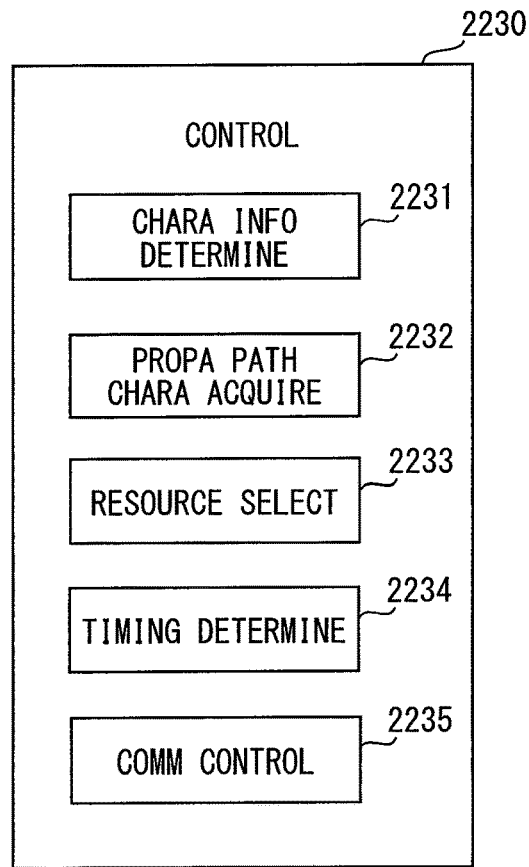 2230
CONTROL
2231
CHARA INFO
DETERMINE
2232
PROPA PATH
CHARA ACQUIRE
2233
RESOURCE SELECT
2234
TIMING DETERMINE
2235
COMM CONTROL